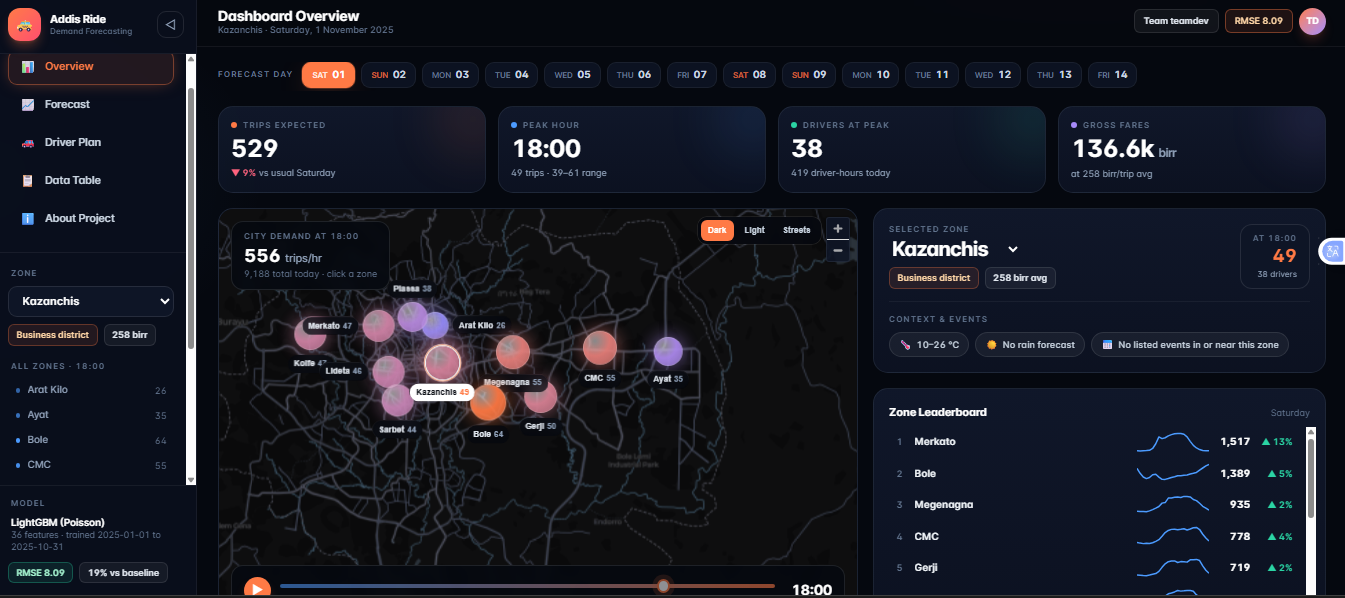 Addis Ride
Demand Forecasting
Overview
Forecast
Driver Plan
Data Table
About Project
ZONE
Kazanchis
Business district
258 birr
ALL ZONES · 18:00
Arat Kilo 26
Ayat 35
Bole 64
CMC 55
MODEL
LightGBM (Poisson)
36 features · trained 2025-01-01 to
2025-10-31
RMSE 8.09
19% vs baseline
Dashboard Overview
Kazanchis · Saturday, 1 November 2025
Team teamdev
RMSE 8.09
TD
FORECAST DAY
SAT 01
SUN 02
MON 03
TUE 04
WED 05
THU 06
FRI 07
SAT 08
SUN 09
MON 10
TUE 11
WED 12
THU 13
FRI 14
TRIPS EXPECTED
529
▼ 9% vs usual Saturday
PEAK HOUR
18:00
49 trips · 39–61 range
DRIVERS AT PEAK
38
419 driver-hours today
GROSS FARES
136.6k birr
at 258 birr/trip avg
CITY DEMAND AT 18:00
556 trips/hr
9,188 total today · click a zone
Dark
Light
Streets
+
−
Piassa 38
Merkato 47
Arat Kilo 26
Kolfe
Lideta 46
Megenagna 55
CMC 55
Ayat 35
Kazanchis 45
Sarbet 44
Bole 64
Gerji 50
Bole Lemi
Industrial Park
Endoris
18:00
SELECTED ZONE
Kazanchis
Business district
258 birr avg
AT 18:00
49
38 drivers
CONTEXT & EVENTS
10–26 °C
No rain forecast
No listed events in or near this zone
Zone Leaderboard
Saturday
1 Merkato 1,517 ▲ 13%
2 Bole 1,389 ▲ 5%
3 Megenagna 935 ▲ 2%
4 CMC 778 ▲ 4%
5 Gerji 719 ▲ 2%